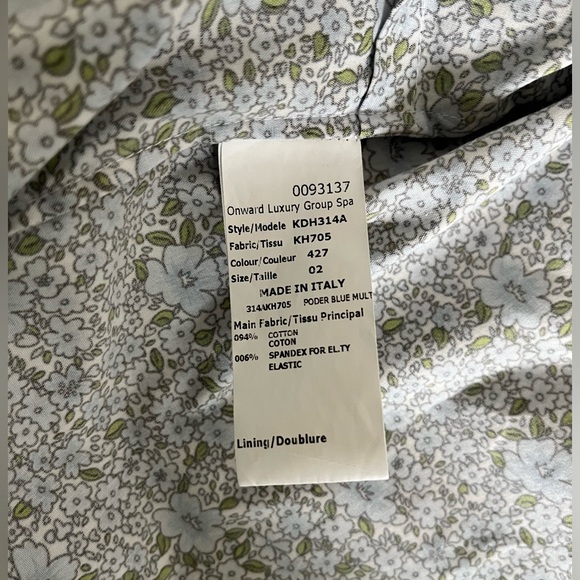 0093137
Onward Luxury Group Spa
Style/Modele KDH314A
Fabric/Tissu KH705
Colour/Couleur 427
Size/Taille 02
MADE IN ITALY
314AKH705 PODER BLUE MULT
Main Fabric/Tissu Principal
094% COTTON
COTON
006% SPANDEX FOR EL.TY
ELASTIC
Lining/Doublure